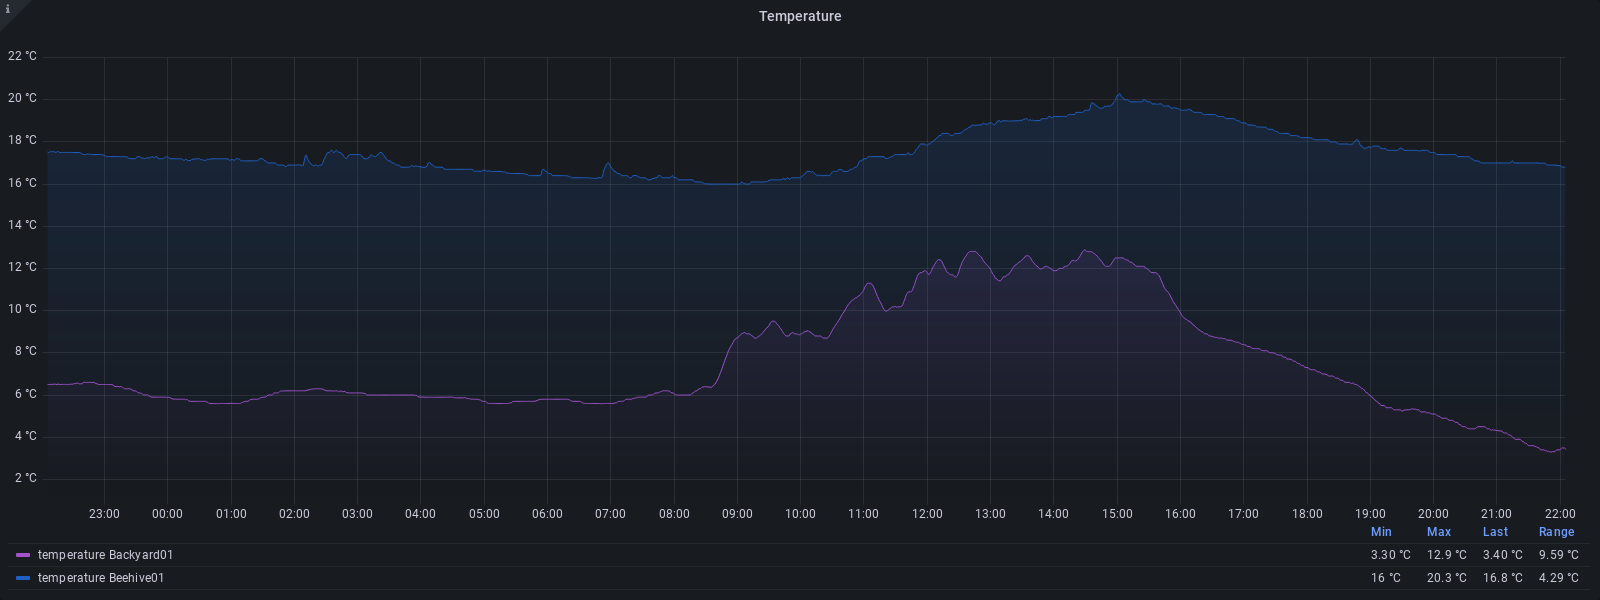 i
Temperature
22 °C
20 °C
18 °C
16 °C
14 °C
12 °C
10 °C
8 °C
6 °C
4 °C
2 °C
23:00 00:00 01:00 02:00 03:00 04:00 05:00 06:00 07:00 08:00 09:00 10:00 11:00 12:00 13:00 14:00 15:00 16:00 17:00 18:00 19:00 20:00 21:00 22:00
Min Max Last Range
temperature Backyard01 3.30 °C 12.9 °C 3.40 °C 9.59 °C
temperature Beehive01 16 °C 20.3 °C 16.8 °C 4.29 °C